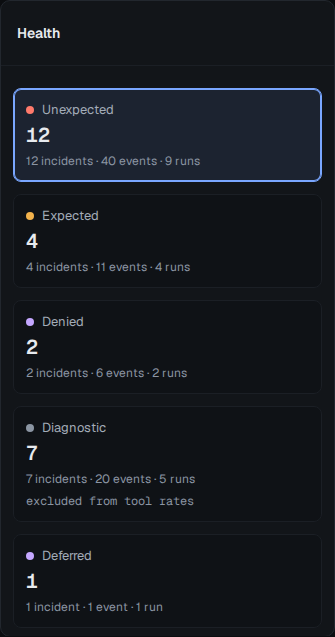 Health
Unexpected
12
12 incidents · 40 events · 9 runs
Expected
4
4 incidents · 11 events · 4 runs
Denied
2
2 incidents · 6 events · 2 runs
Diagnostic
7
7 incidents · 20 events · 5 runs
excluded from tool rates
Deferred
1
1 incident · 1 event · 1 run